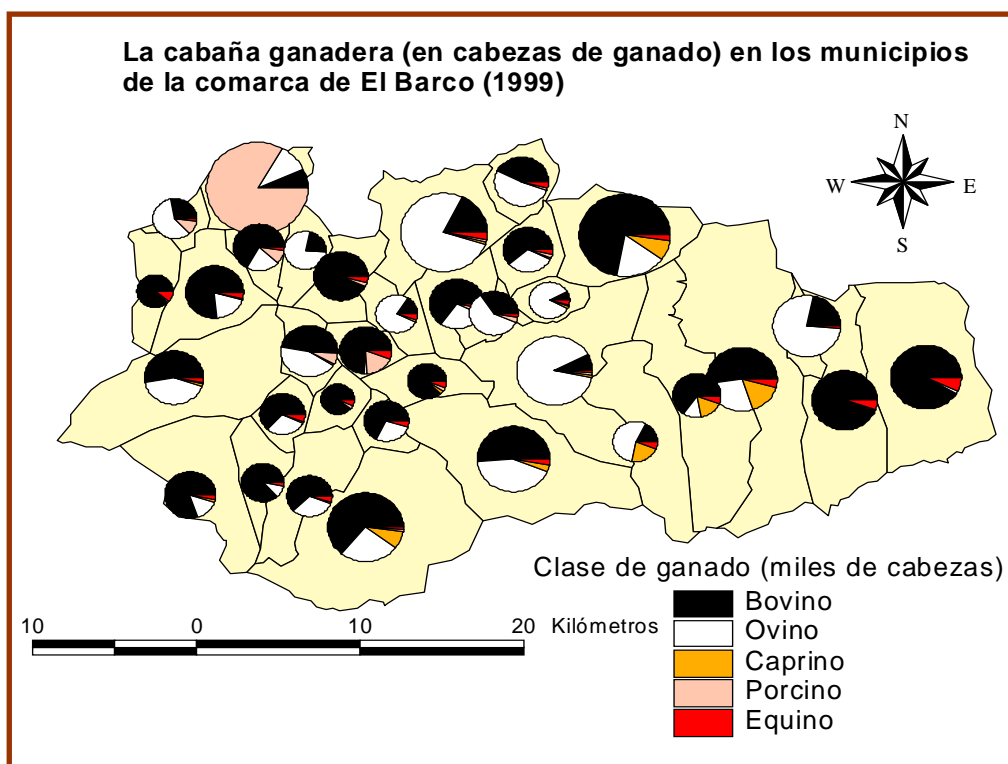 La cabaña ganadera (en cabezas de ganado) en los municipios
de la comarca de El Barco (1999)
N
W
E
S
Clase de ganado (miles de cabezas)
Bovino
Ovino
Caprino
Porcino
Equino
10 0 10 20 Kilómetros